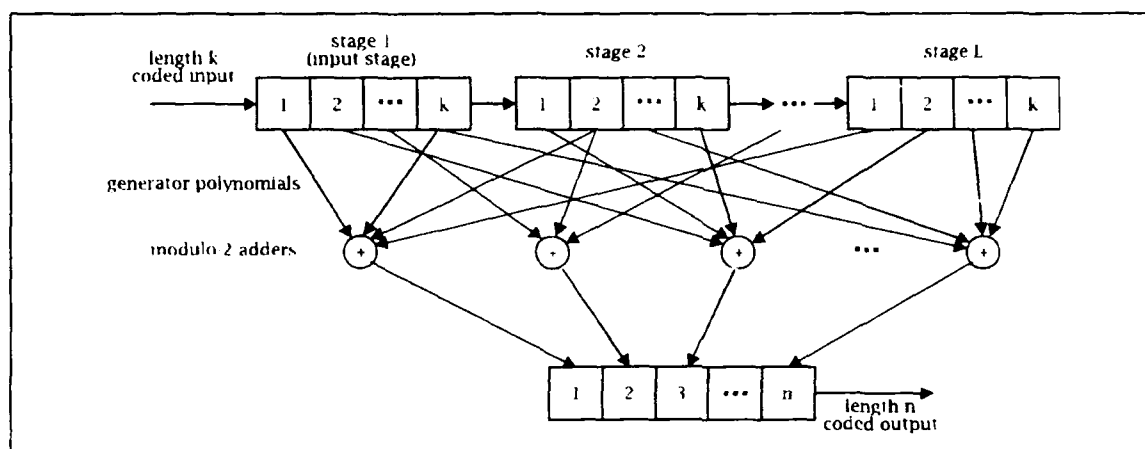 stage 1
(input stage)
stage 2
stage L
length k
coded input
1 2 ••• k
1 2 ••• k
•••
1 2 ••• k
generator polynomials
modulo-2 adders
+ + + ••• +
1 2 3 ••• n
length n
coded output